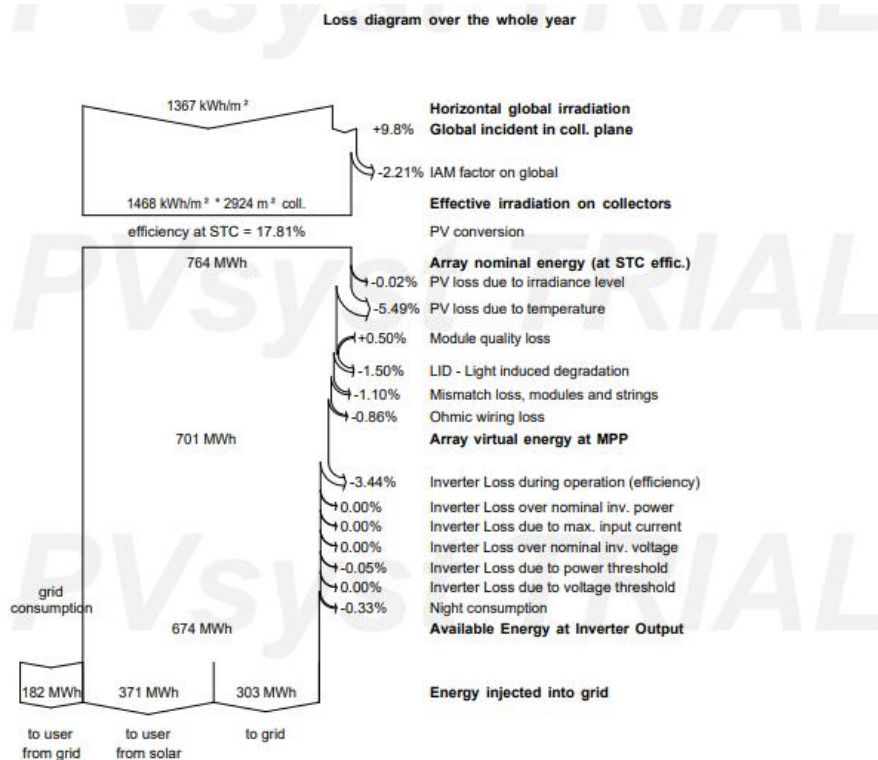 PVsyst TRIAL
Loss diagram over the whole year
1367 kWh/m²
Horizontal global irradiation
+9.8% Global incident in coll. plane
-2.21% IAM factor on global
1468 kWh/m² * 2924 m² coll.
Effective irradiation on collectors
efficiency at STC = 17.81%
PV conversion
PVsyst TRIAL
764 MWh
Array nominal energy (at STC effic.)
-0.02% PV loss due to irradiance level
-5.49% PV loss due to temperature
+0.50% Module quality loss
-1.50% LID - Light induced degradation
-1.10% Mismatch loss, modules and strings
-0.86% Ohmic wiring loss
701 MWh
Array virtual energy at MPP
-3.44% Inverter Loss during operation (efficiency)
0.00% Inverter Loss over nominal inv. power
0.00% Inverter Loss due to max. input current
0.00% Inverter Loss over nominal inv. voltage
PVsyst TRIAL
-0.05% Inverter Loss due to power threshold
0.00% Inverter Loss due to voltage threshold
grid
consumption
-0.33% Night consumption
674 MWh
Available Energy at Inverter Output
182 MWh
371 MWh
303 MWh
Energy injected into grid
to user
from grid
to user
from solar
to grid